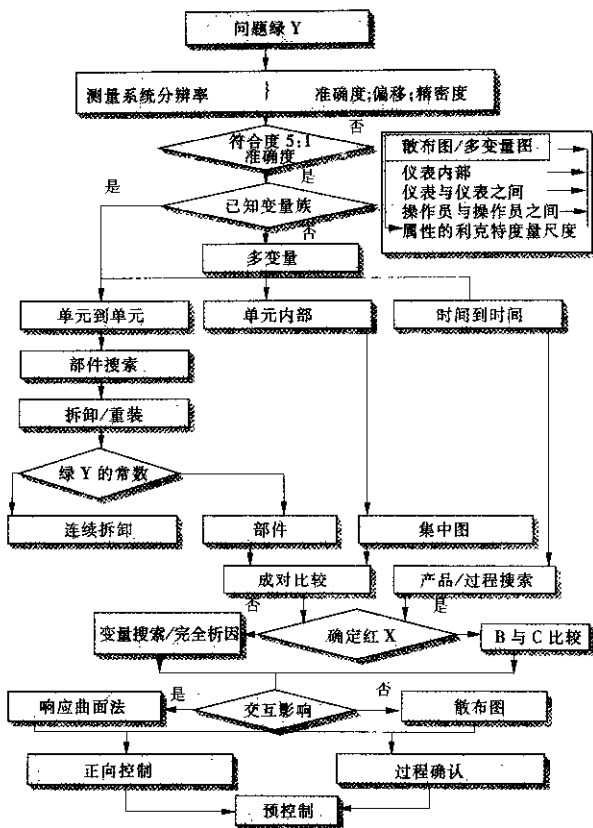 问题绿 Y
测量系统分辨率 准确度;偏移;精密度
否
符合度 5:1
准确度
散布图/多变量图
仪表内部
仪表与仪表之间
操作员与操作员之间
属性的利克特度量尺度
是
是
已知变量族
否
多变量
单元到单元 单元内部 时间到时间
部件搜索
拆卸/重装
绿 Y 的常数
连续拆卸 部件 集中图
成对比较 产品/过程搜索
否 是
变量搜索/完全析因 确定红 X B 与 C 比较
是 否
响应曲面法 交互影响 散布图
正向控制 过程确认
预控制